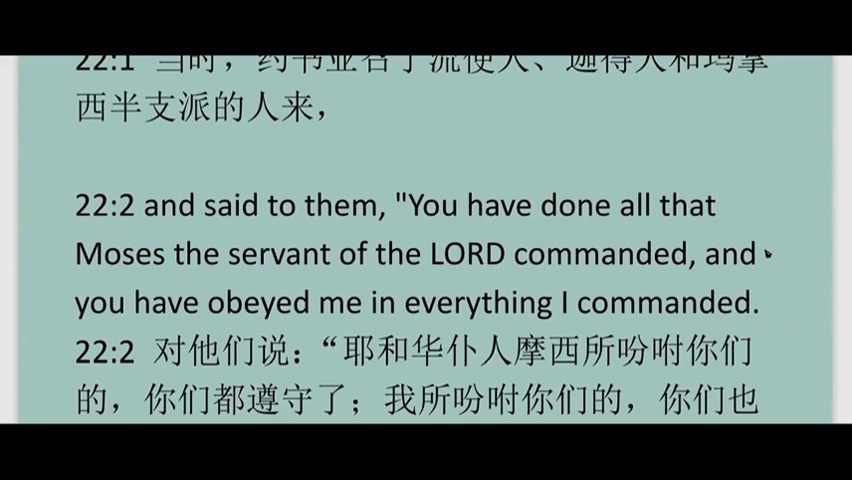 22:1 当时，约书亚召了流便人、迦得人和玛拿
西半支派的人来，
22:2 and said to them, "You have done all that
Moses the servant of the LORD commanded, and
you have obeyed me in everything I commanded.
22:2 对他们说：“耶和华仆人摩西所吩咐你们
的，你们都遵守了；我所吩咐你们的，你们也